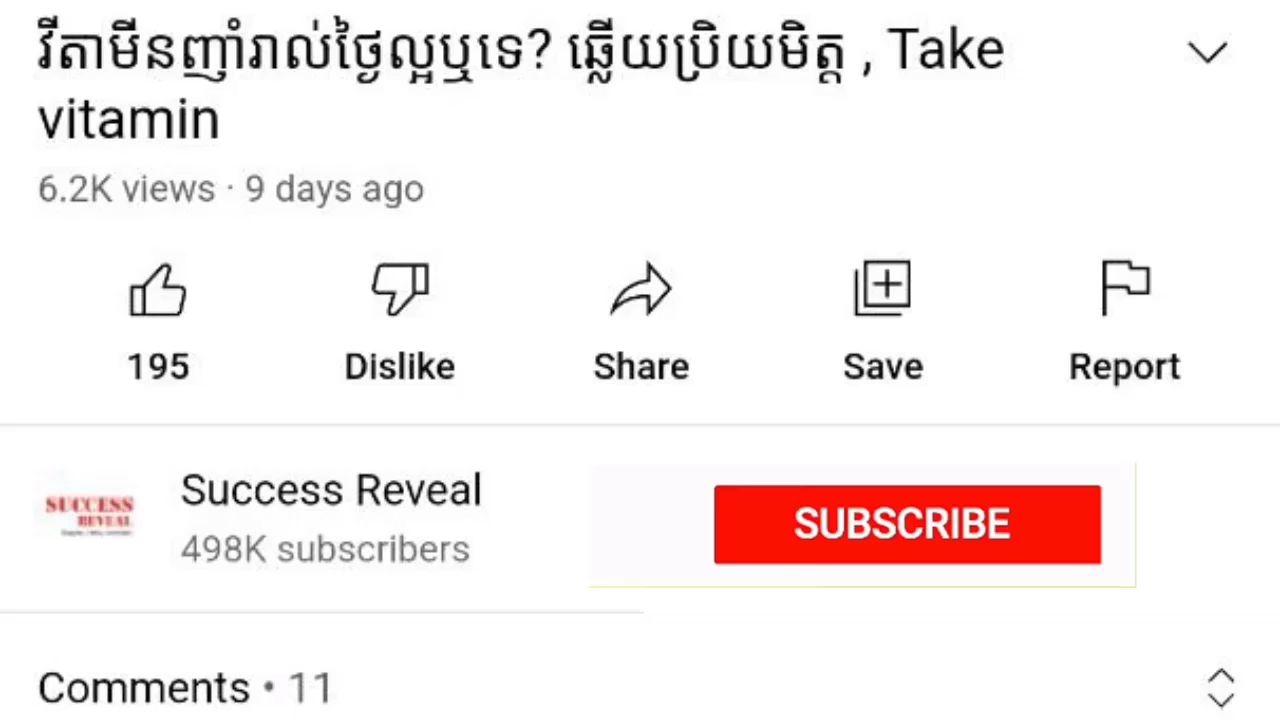 វីតាមីនញ៉ាំរាល់ថ្ងៃល្អឬទេ? ឆ្លើយប្រិយមិត្ត , Take
vitamin
6.2K views · 9 days ago
195 Dislike Share Save Report
SUCCESS
REVEAL
Success Reveal
498K subscribers
SUBSCRIBE
Comments • 11